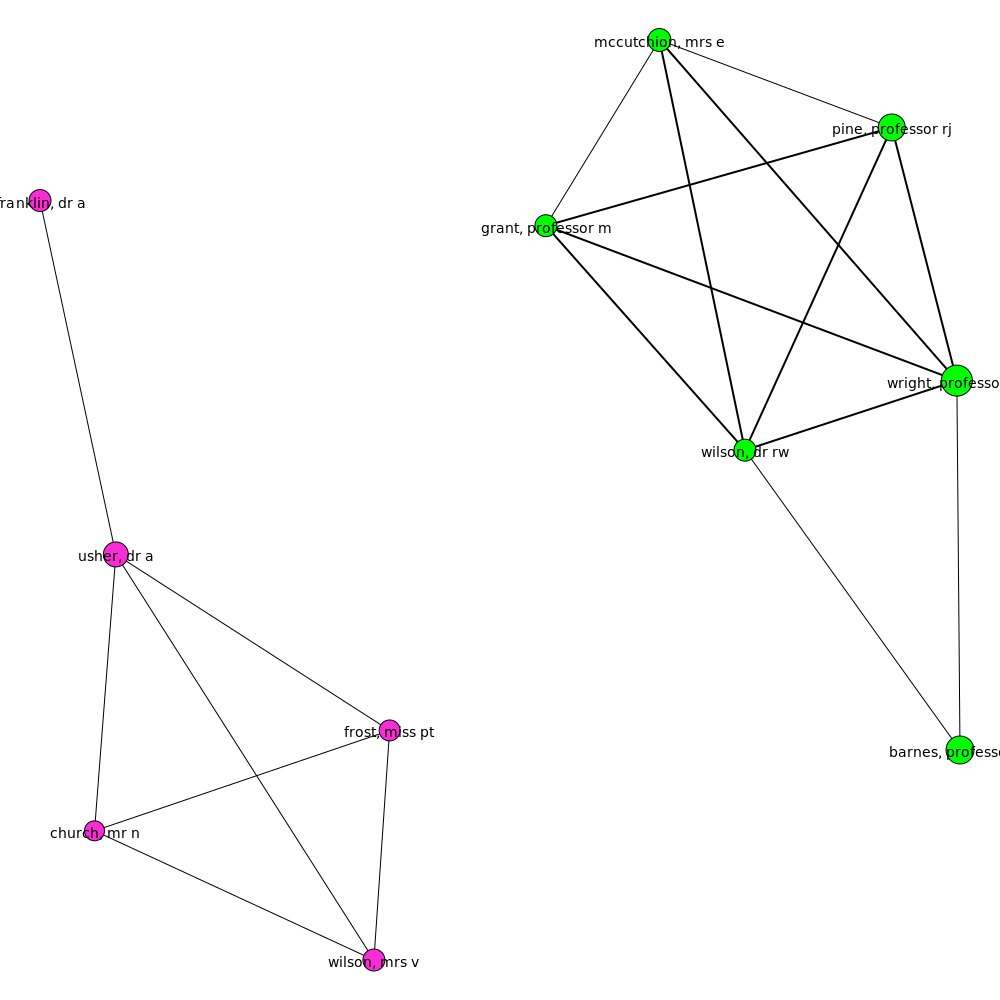 mccutchion, mrs e
pine, professor rj
franklin, dr a
grant, professor m
wright, professo
wilson, dr rw
usher, dr a
frost, miss pt
barnes, profess
church, mr n
wilson, mrs v